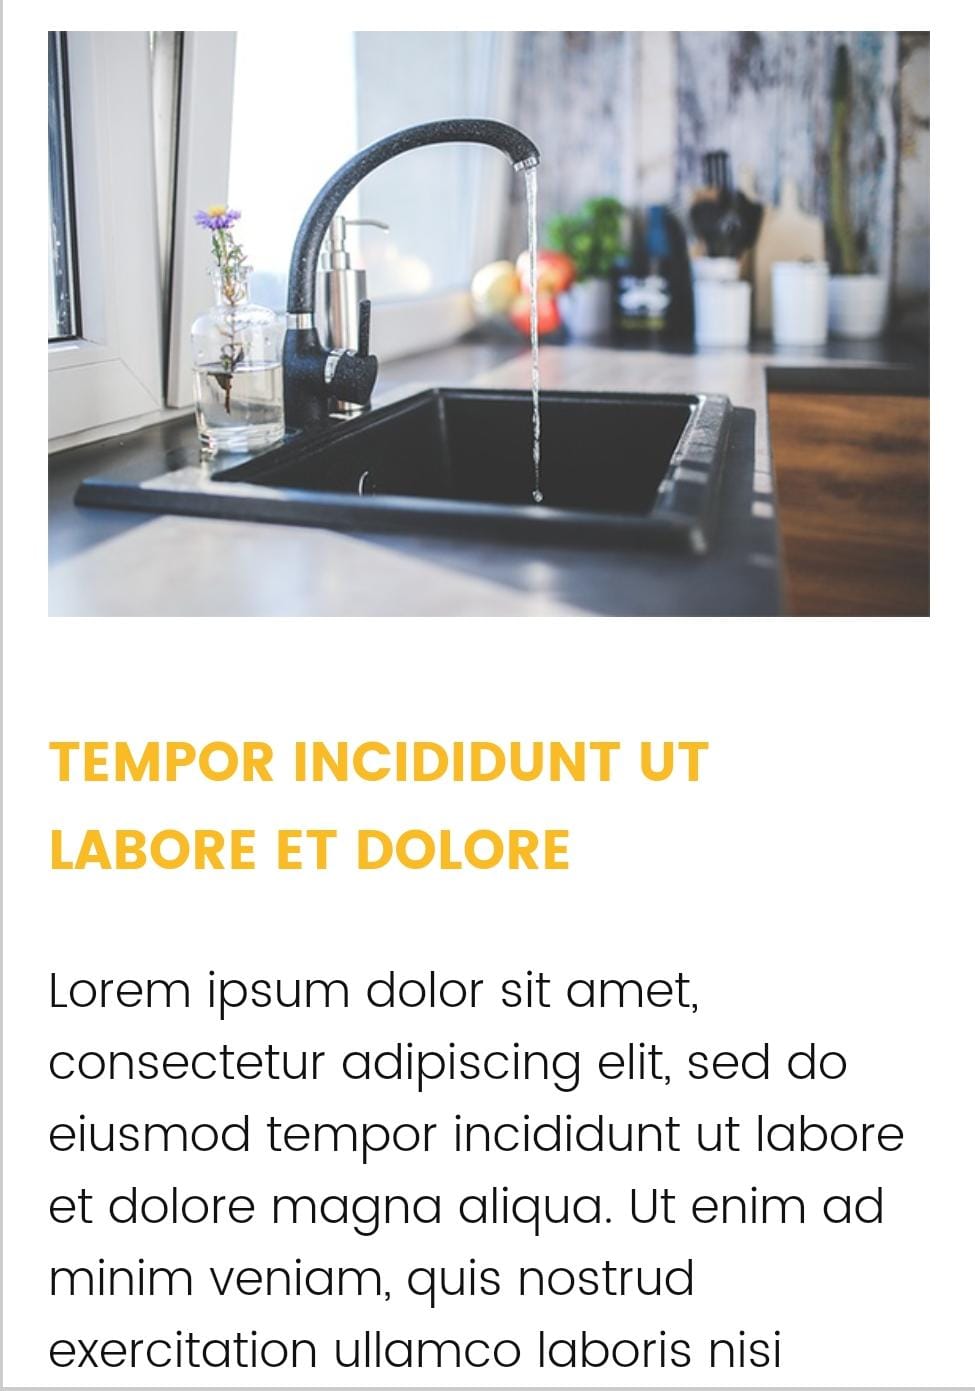 TEMPOR INCIDIDUNT UT
LABORE ET DOLORE
Lorem ipsum dolor sit amet,
consectetur adipiscing elit, sed do
eiusmod tempor incididunt ut labore
et dolore magna aliqua. Ut enim ad
minim veniam, quis nostrud
exercitation ullamco laboris nisi